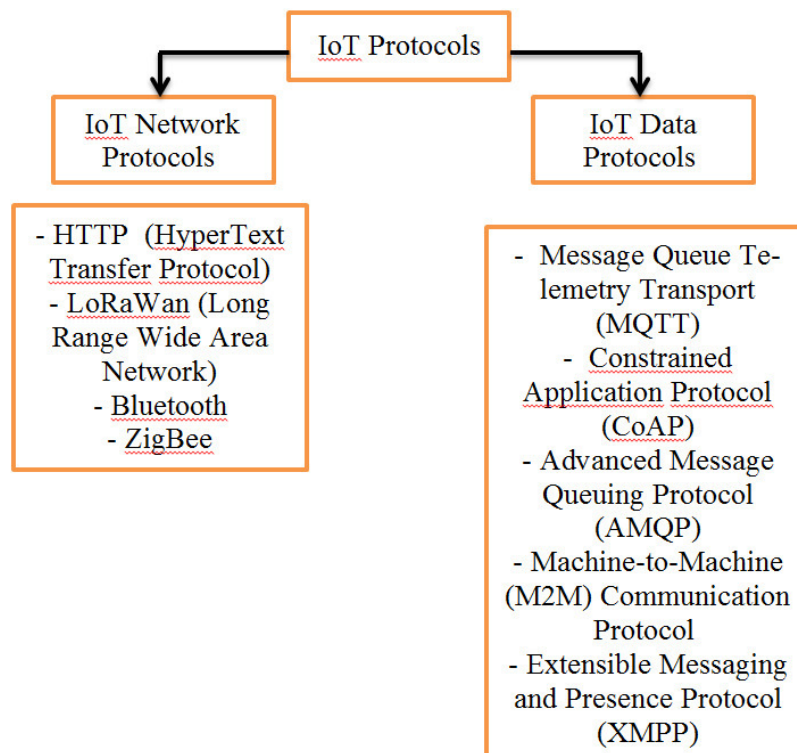 IoT Protocols
IoT Network
Protocols
- HTTP (HyperText
Transfer Protocol)
- LoRaWan (Long
Range Wide Area
Network)
- Bluetooth
- ZigBee
IoT Data
Protocols
- Message Queue Te-
lemetry Transport
(MQTT)
- Constrained
Application Protocol
(CoAP)
- Advanced Message
Queuing Protocol
(AMQP)
- Machine-to-Machine
(M2M) Communication
Protocol
- Extensible Messaging
and Presence Protocol
(XMPP)